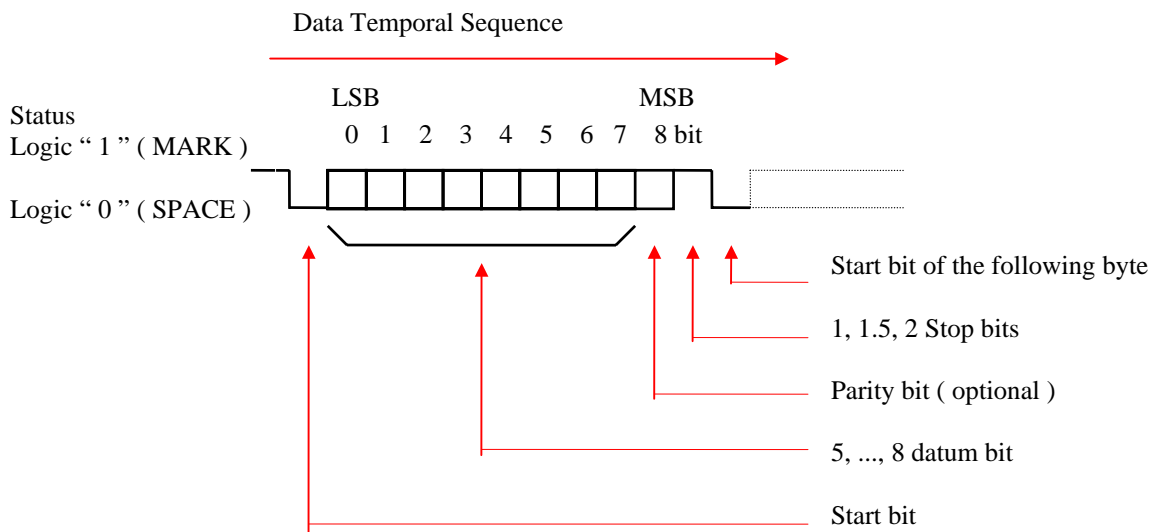 Data Temporal Sequence
LSB MSB
Status
0 1 2 3 4 5 6 7 8 bit
Logic “ 1 ” ( MARK )
Logic “ 0 ” ( SPACE )
Start bit of the following byte
1, 1.5, 2 Stop bits
Parity bit ( optional )
5, ..., 8 datum bit
Start bit